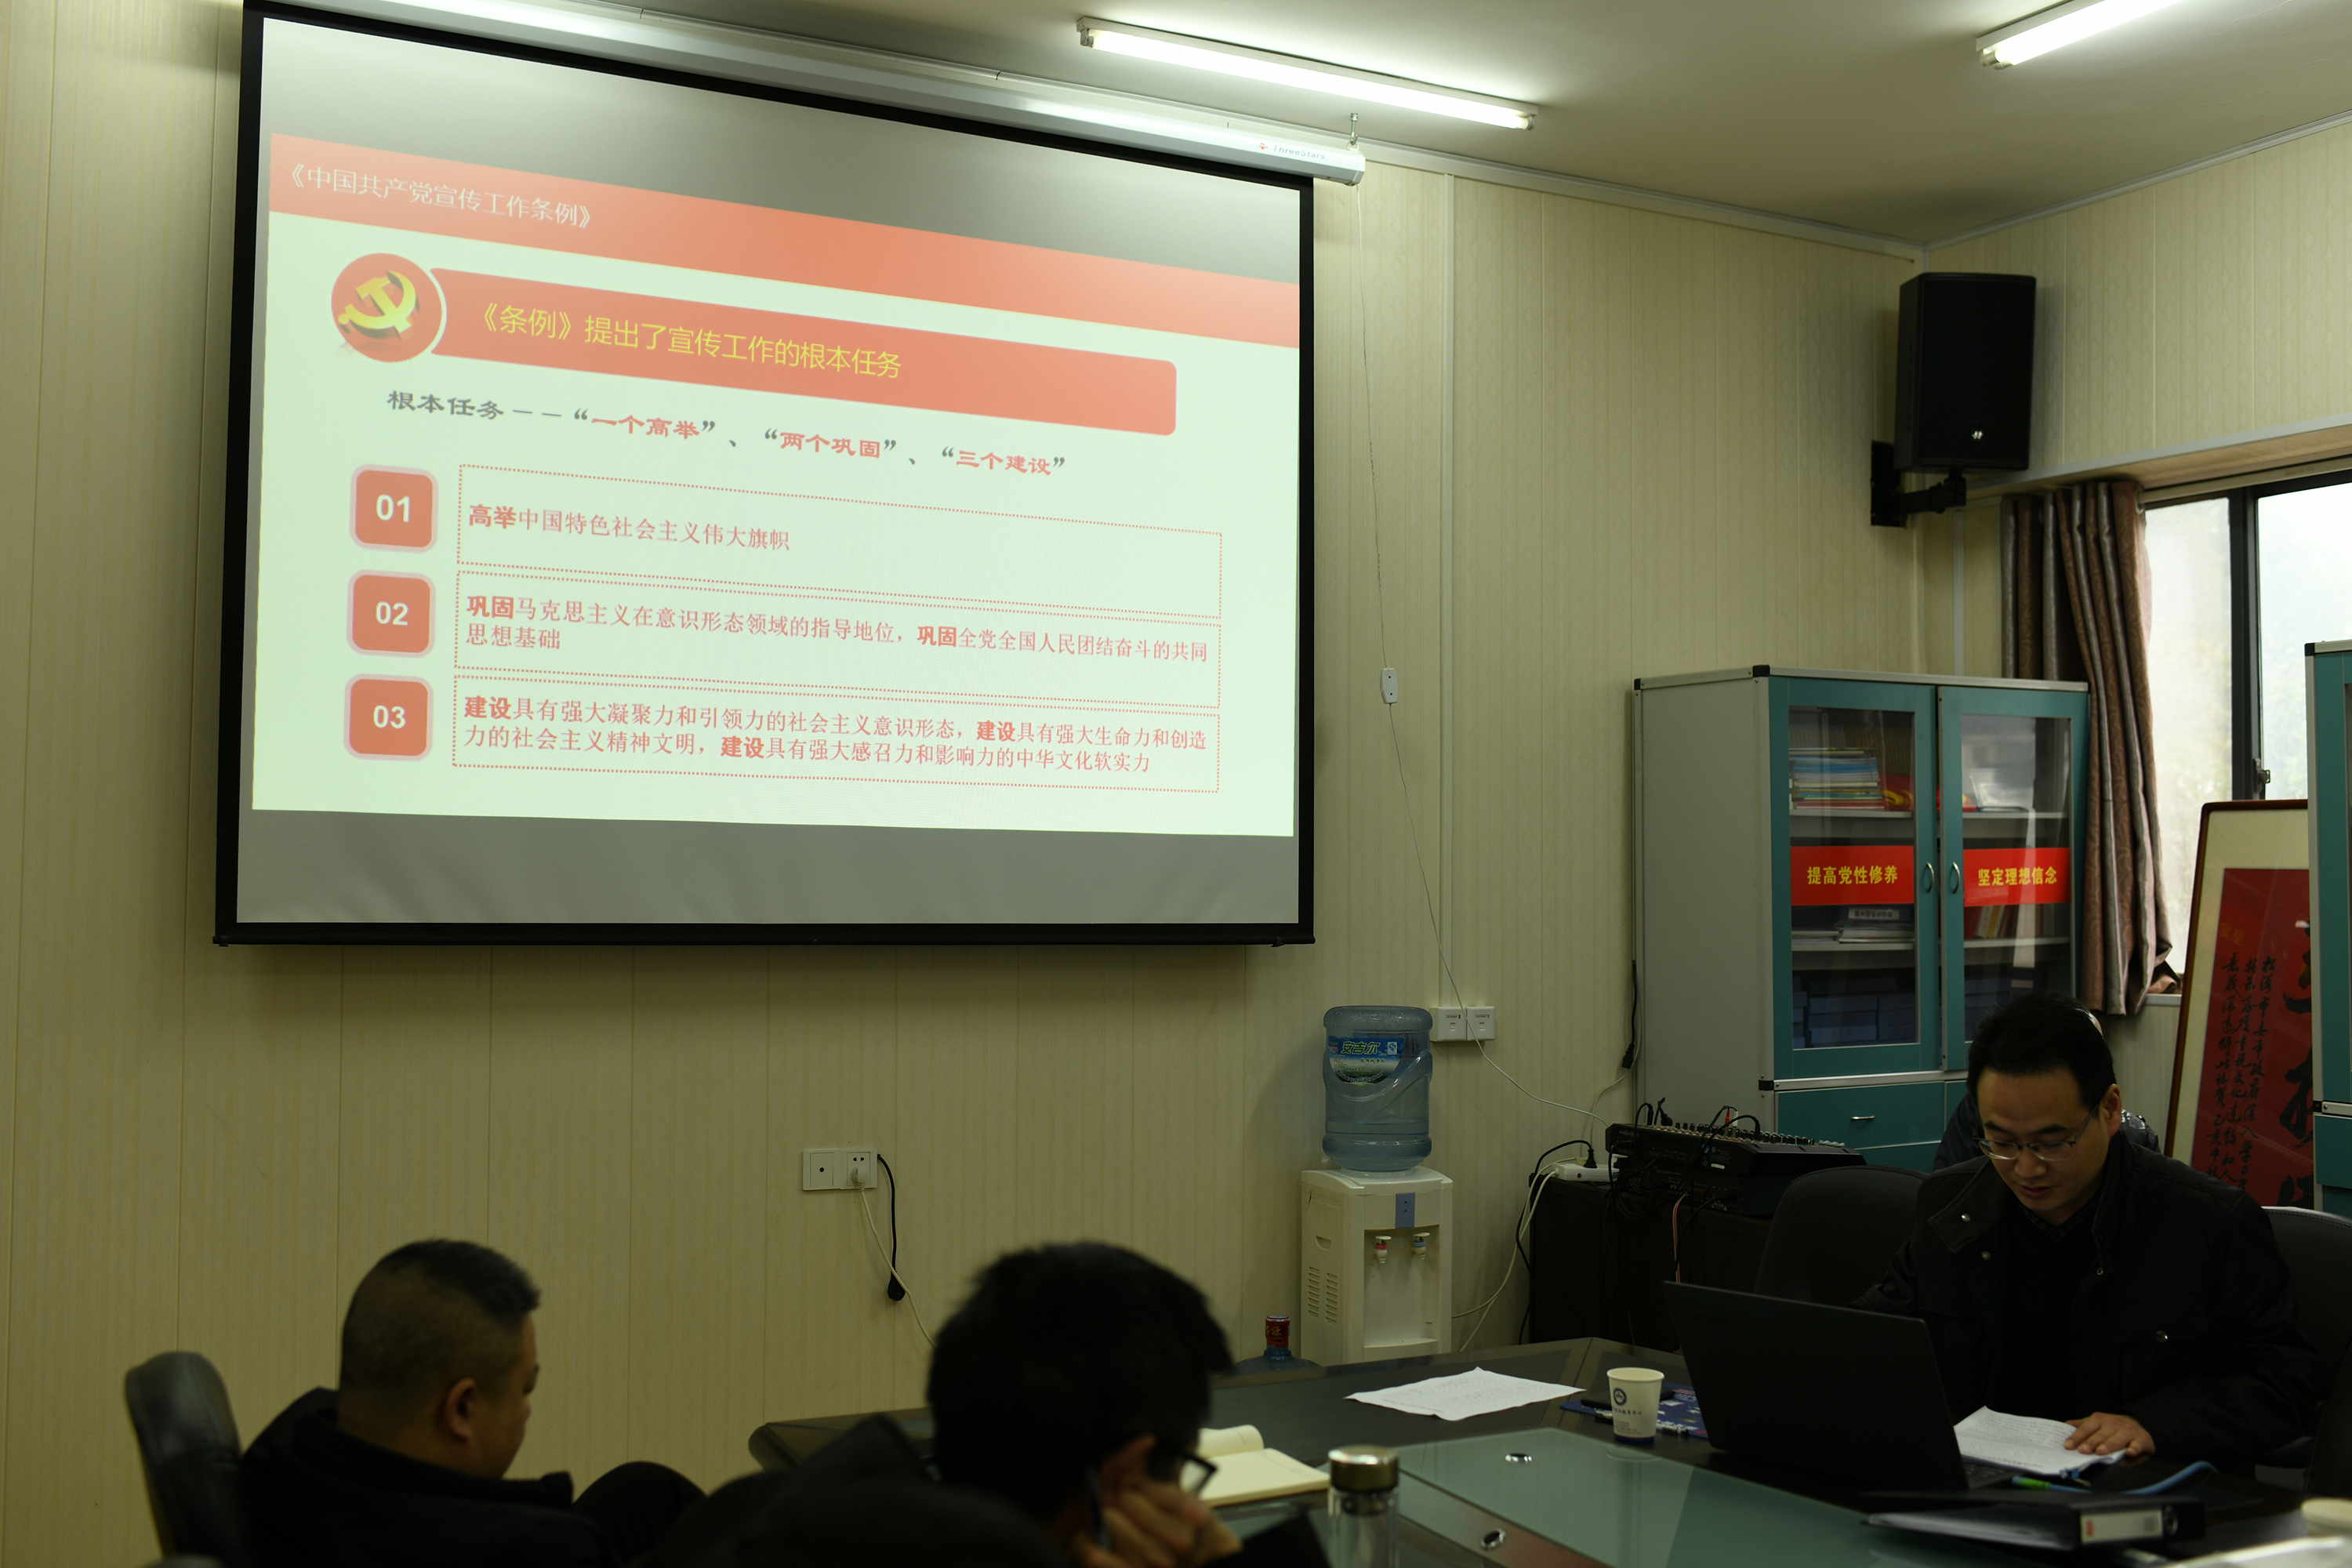 ThreeStars
《中国共产党宣传工作条例》
《条例》提出了宣传工作的根本任务
根本任务－－“一个高举”、“两个巩固”、“三个建设”
01
高举中国特色社会主义伟大旗帜
02
巩固马克思主义在意识形态领域的指导地位，巩固全党全国人民团结奋斗的共同
思想基础
03
建设具有强大凝聚力和引领力的社会主义意识形态，建设具有强大生命力和创造
力的社会主义精神文明，建设具有强大感召力和影响力的中华文化软实力
提高党性修养
坚定理想信念
安吉尔